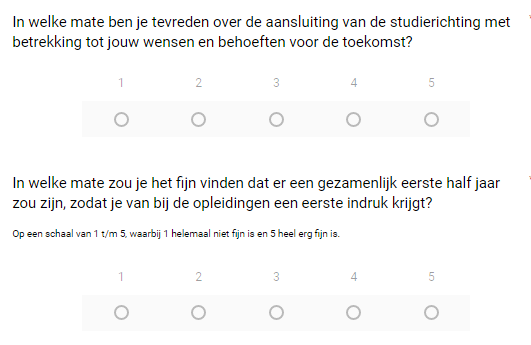 In welke mate ben je tevreden over de aansluiting van de studierichting met
betrekking tot jouw wensen en behoeften voor de toekomst?
1 2 3 4 5
In welke mate zou je het fijn vinden dat er een gezamenlijk eerste half jaar
zou zijn, zodat je van bij de opleidingen een eerste indruk krijgt?
Op een schaal van 1 t/m 5, waarbij 1 helemaal niet fijn is en 5 heel erg fijn is.
1 2 3 4 5